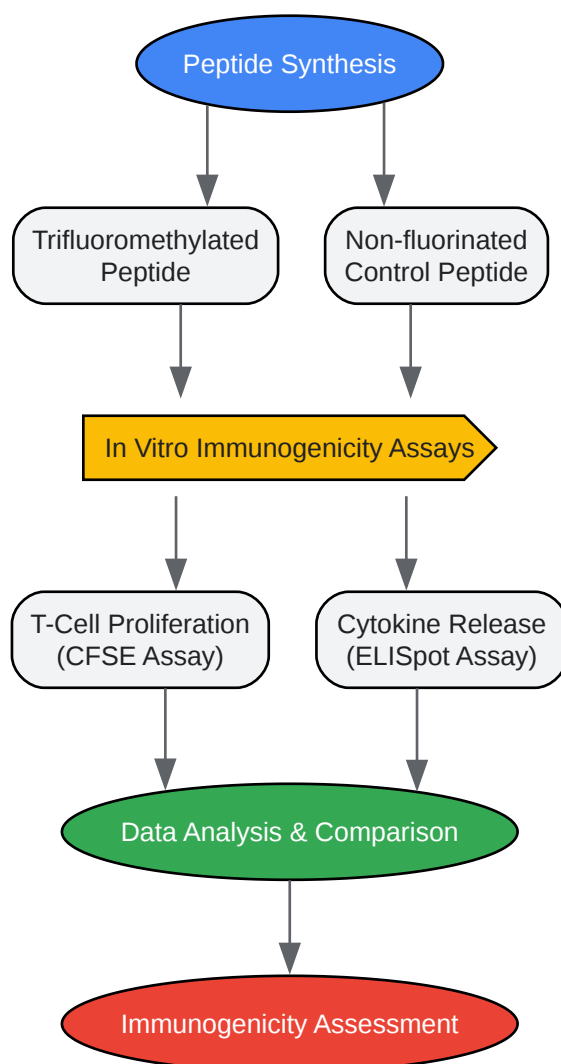 Peptide Synthesis
Trifluoromethylated
Peptide
Non-fluorinated
Control Peptide
In Vitro Immunogenicity Assays
T-Cell Proliferation
(CFSE Assay)
Cytokine Release
(ELISpot Assay)
Data Analysis & Comparison
Immunogenicity Assessment